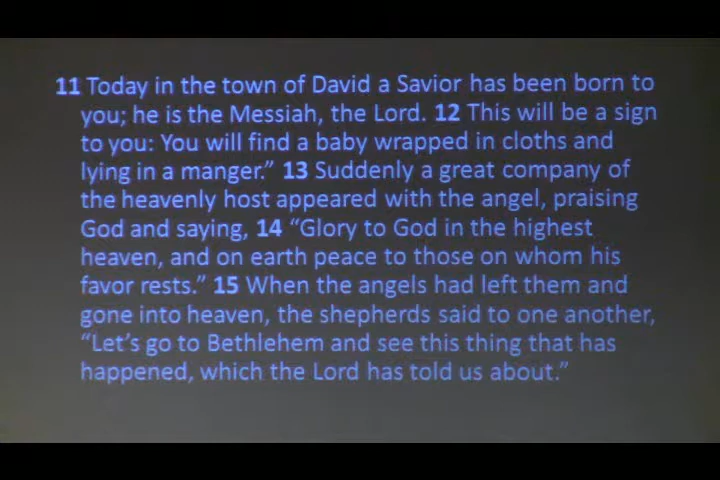 11 Today in the town of David a Savior has been born to
you; he is the Messiah, the Lord. 12 This will be a sign
to you: You will find a baby wrapped in cloths and
lying in a manger.” 13 Suddenly a great company of
the heavenly host appeared with the angel, praising
God and saying, 14 “Glory to God in the highest
heaven, and on earth peace to those on whom his
favor rests.” 15 When the angels had left them and
gone into heaven, the shepherds said to one another,
“Let’s go to Bethlehem and see this thing that has
happened, which the Lord has told us about.”